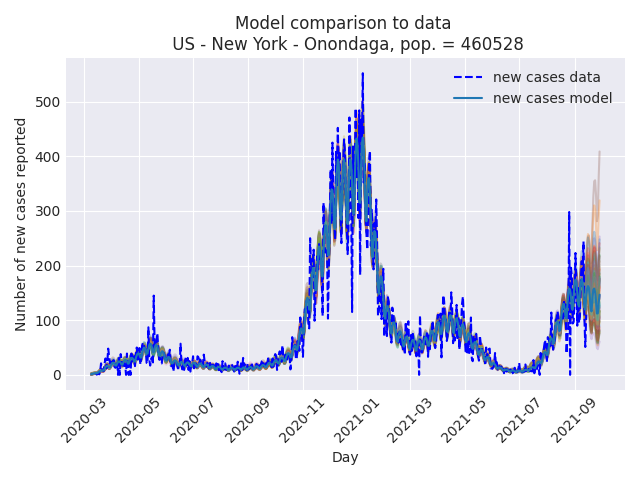 Model comparison to data
US - New York - Onondaga, pop. = 460528
Number of new cases reported
500
400
300
200
100
0
new cases data
new cases model
2020-03
2020-05
2020-07
2020-09
2020-11
2021-01
2021-03
2021-05
2021-07
2021-09
Day